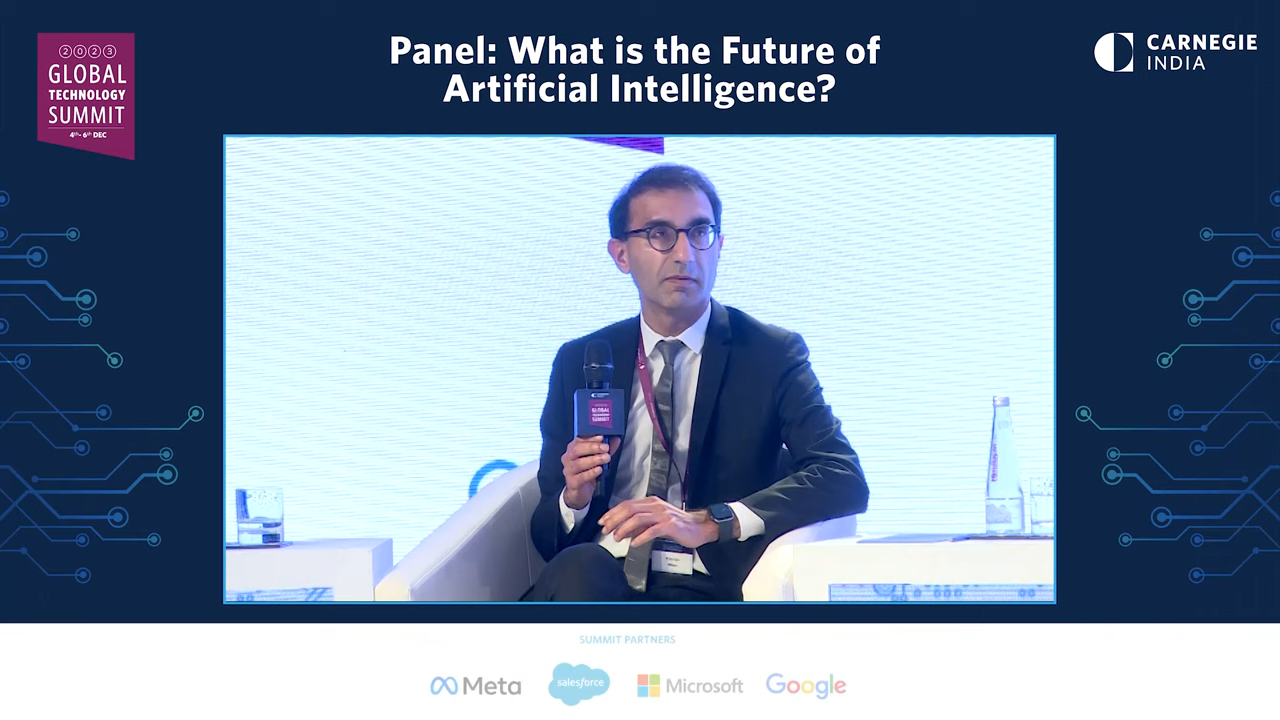 2023
GLOBAL
TECHNOLOGY
SUMMIT
4th - 6th DEC
Panel: What is the Future of
Artificial Intelligence?
CARNEGIE
INDIA
GLOBAL
TECHNOLOGY
SUMMIT
SUMMIT PARTNERS
Meta
salesforce
Microsoft
Google